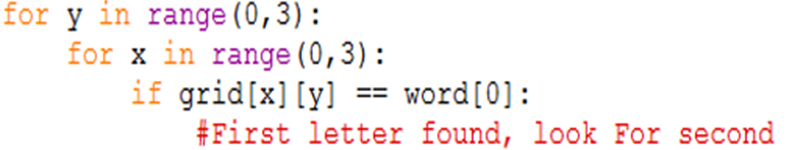 for y in range(0,3):
    for x in range(0,3):
        if grid[x][y] == word[0]:
            #First letter found, look For second